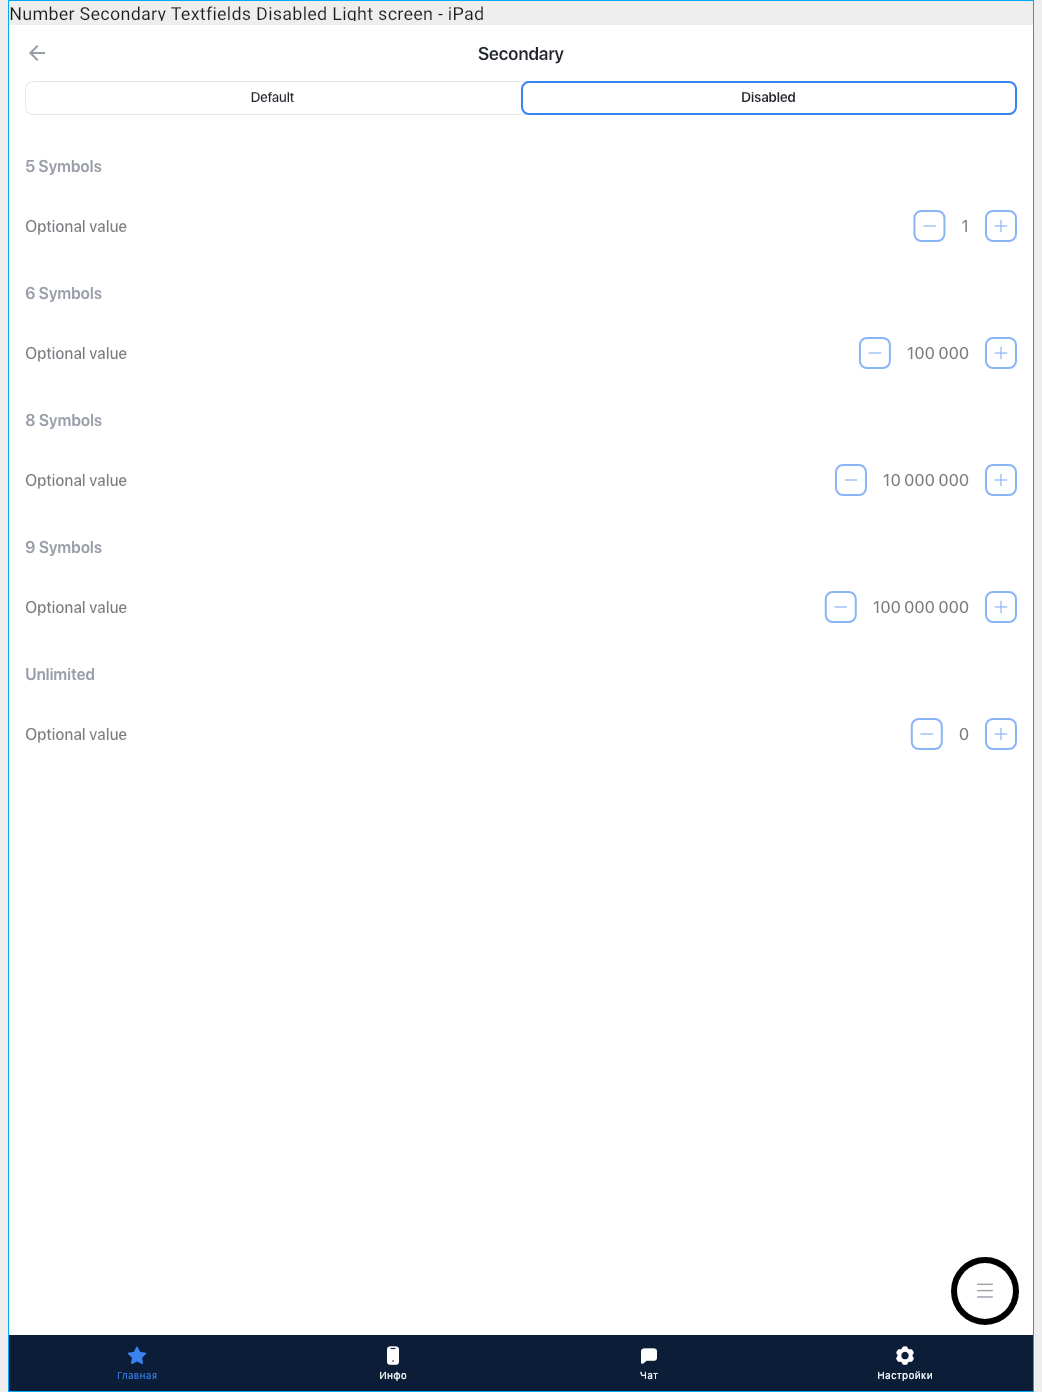 Number Secondary Textfields Disabled Light screen - iPad
Secondary
Default Disabled
5 Symbols
Optional value 1
6 Symbols
Optional value 100 000
8 Symbols
Optional value 10 000 000
9 Symbols
Optional value 100 000 000
Unlimited
Optional value 0
Главная Инфо Чат Настройки